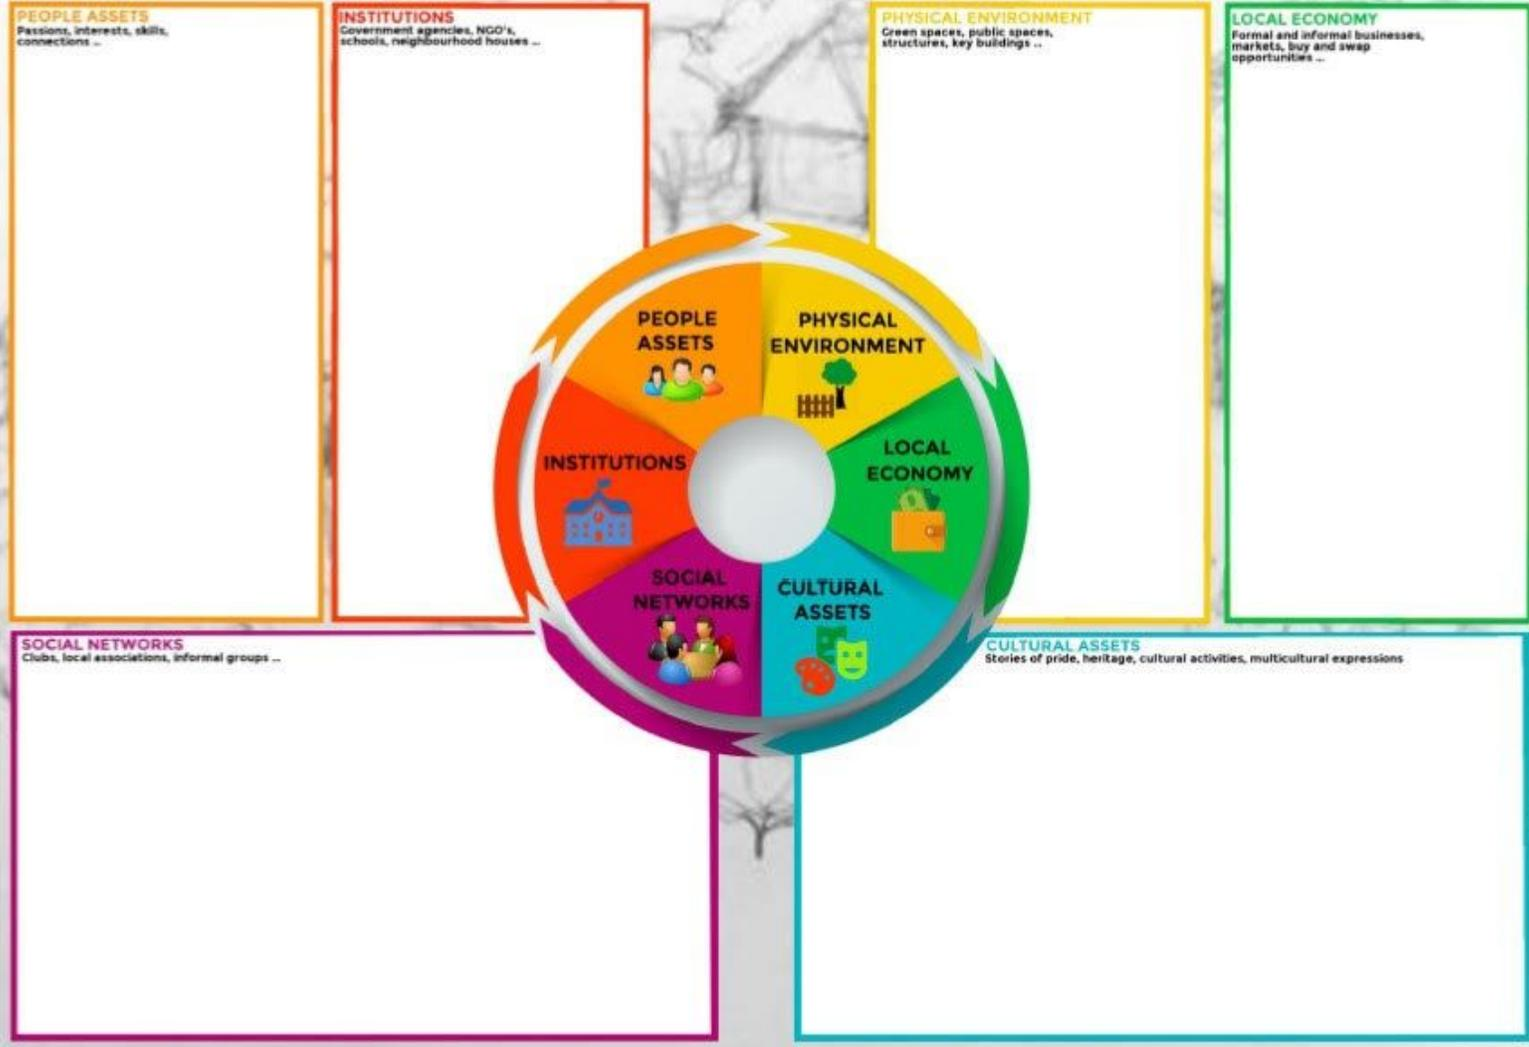 PEOPLE ASSETS
Passions, interests, skills,
connections ...
INSTITUTIONS
Government agencies, NGO's,
schools, neighbourhood houses ...
PHYSICAL ENVIRONMENT
Green spaces, public spaces,
structures, key buildings ..
LOCAL ECONOMY
Formal and informal businesses,
markets, buy and swap
opportunities ...
PEOPLE
ASSETS
PHYSICAL
ENVIRONMENT
INSTITUTIONS
LOCAL
ECONOMY
SOCIAL
NETWORKS
CULTURAL
ASSETS
SOCIAL NETWORKS
Clubs, local associations, informal groups ...
CULTURAL ASSETS
Stories of pride, heritage, cultural activities, multicultural expressions